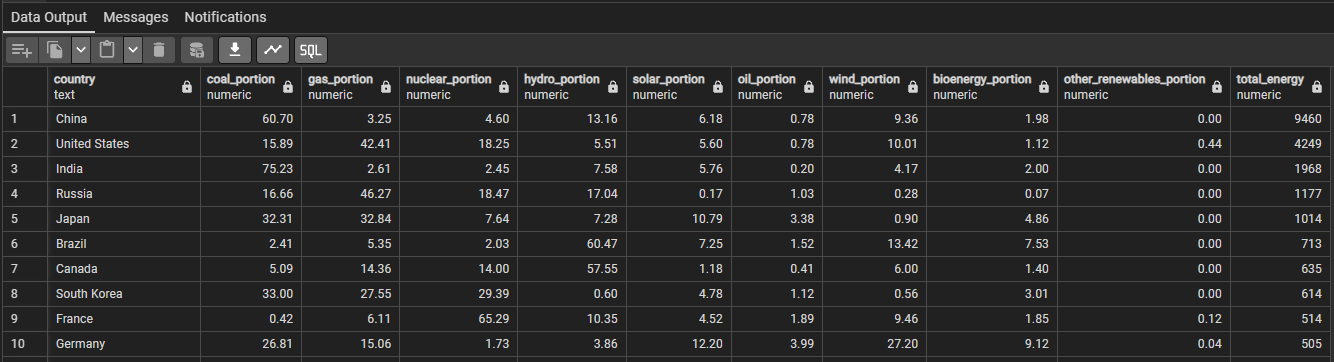 Data Output Messages Notifications
SQL
country coal_portion gas_portion nuclear_portion hydro_portion solar_portion oil_portion wind_portion bioenergy_portion other_renewables_portion total_energy
text numeric numeric numeric numeric numeric numeric numeric numeric numeric numeric
1 China 60.70 3.25 4.60 13.16 6.18 0.78 9.36 1.98 0.00 9460
2 United States 15.89 42.41 18.25 5.51 5.60 0.78 10.01 1.12 0.44 4249
3 India 75.23 2.61 2.45 7.58 5.76 0.20 4.17 2.00 0.00 1968
4 Russia 16.66 46.27 18.47 17.04 0.17 1.03 0.28 0.07 0.00 1177
5 Japan 32.31 32.84 7.64 7.28 10.79 3.38 0.90 4.86 0.00 1014
6 Brazil 2.41 5.35 2.03 60.47 7.25 1.52 13.42 7.53 0.00 713
7 Canada 5.09 14.36 14.00 57.55 1.18 0.41 6.00 1.40 0.00 635
8 South Korea 33.00 27.55 29.39 0.60 4.78 1.12 0.56 3.01 0.00 614
9 France 0.42 6.11 65.29 10.35 4.52 1.89 9.46 1.85 0.12 514
10 Germany 26.81 15.06 1.73 3.86 12.20 3.99 27.20 9.12 0.04 505